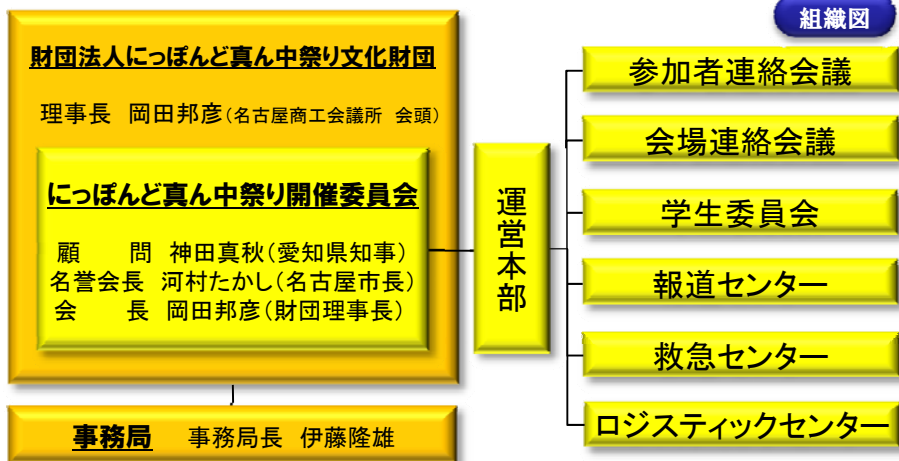 組織図
財団法人にっぽんど真ん中祭り文化財団
理事長 岡田邦彦(名古屋商工会議所 会頭)
にっぽんど真ん中祭り開催委員会
顧 問 神田真秋(愛知県知事)
名誉会長 河村たかし(名古屋市長)
会 長 岡田邦彦(財団理事長)
事務局 事務局長 伊藤隆雄
運営本部
参加者連絡会議
会場連絡会議
学生委員会
報道センター
救急センター
ロジスティックセンター